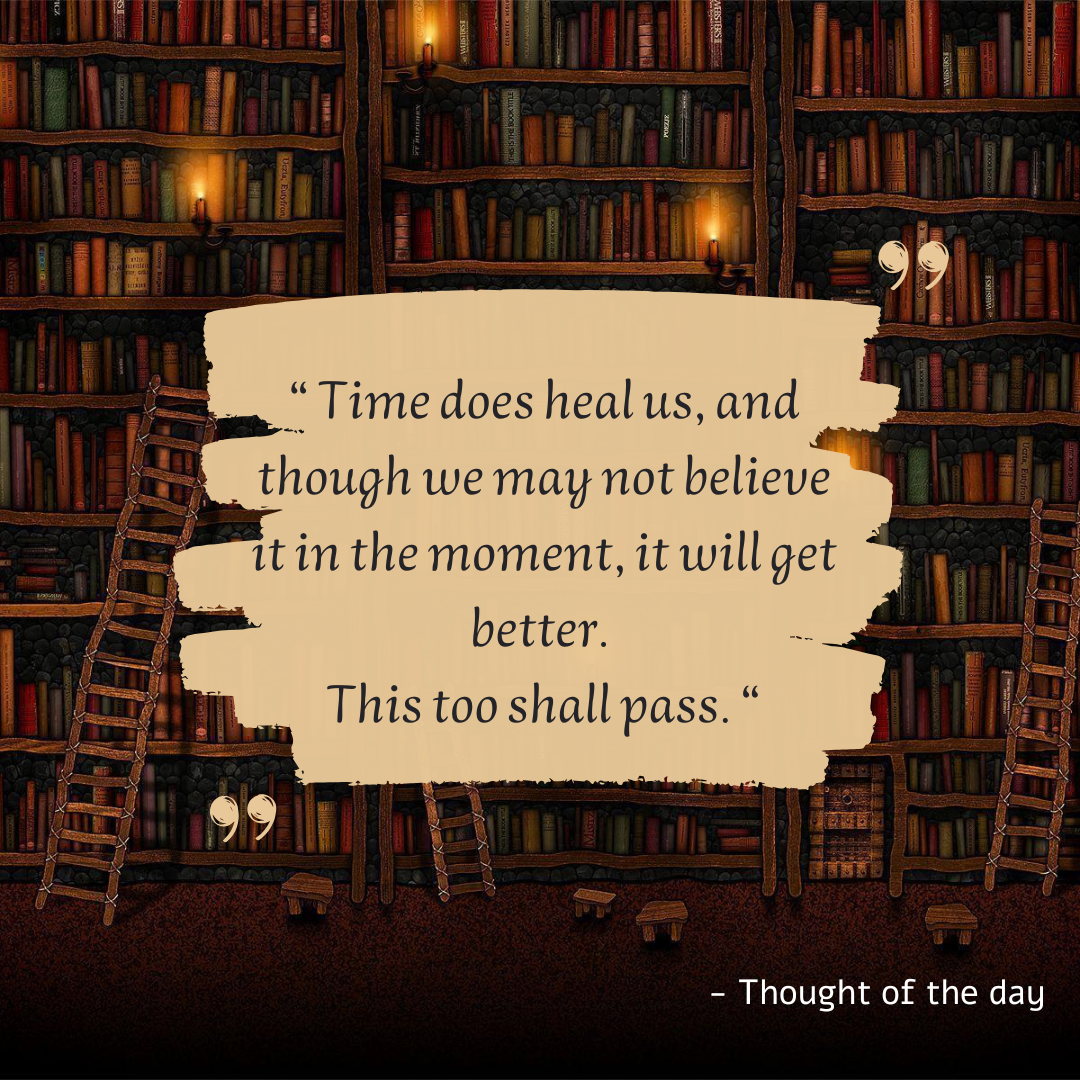 “ Time does heal us, and
though we may not believe
it in the moment, it will get
better.
This too shall pass. “
– Thought of the day